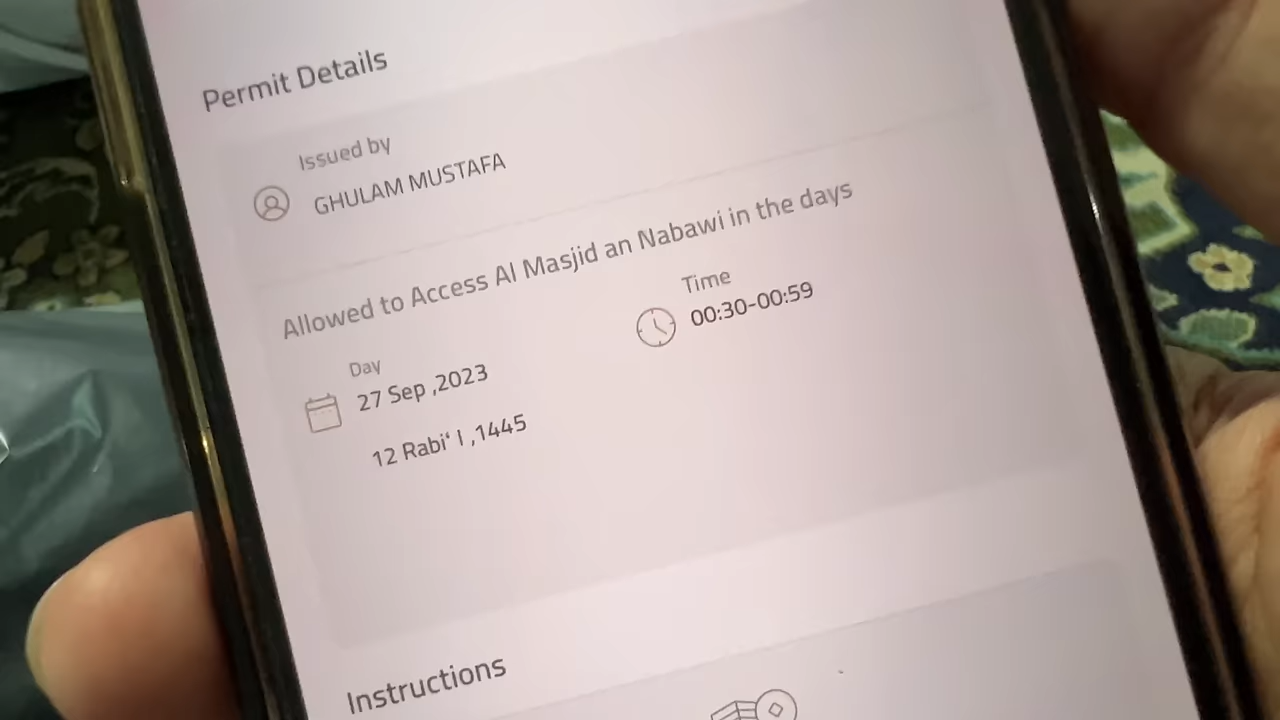 Permit Details
Issued by
GHULAM MUSTAFA
Allowed to Access Al Masjid an Nabawi in the days
Day
27 Sep ,2023
12 Rabi‘ I ,1445
Time
00:30-00:59
Instructions